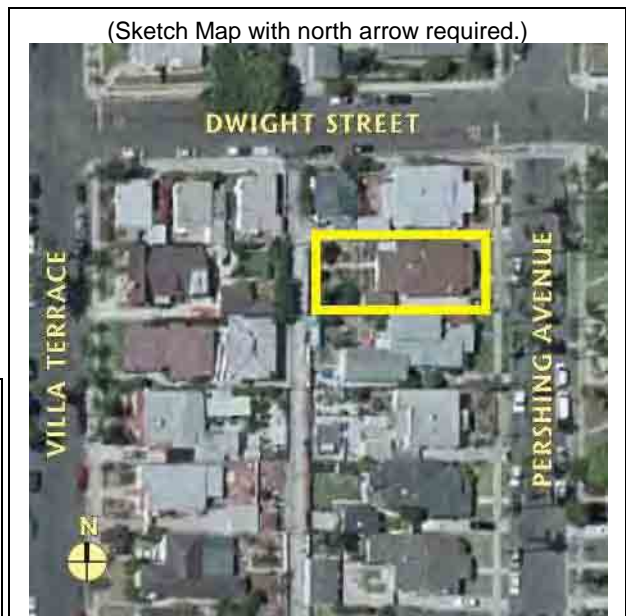 (Sketch Map with north arrow required.)
DWIGHT STREET
VILLA TERRACE
PERSHING AVENUE
N